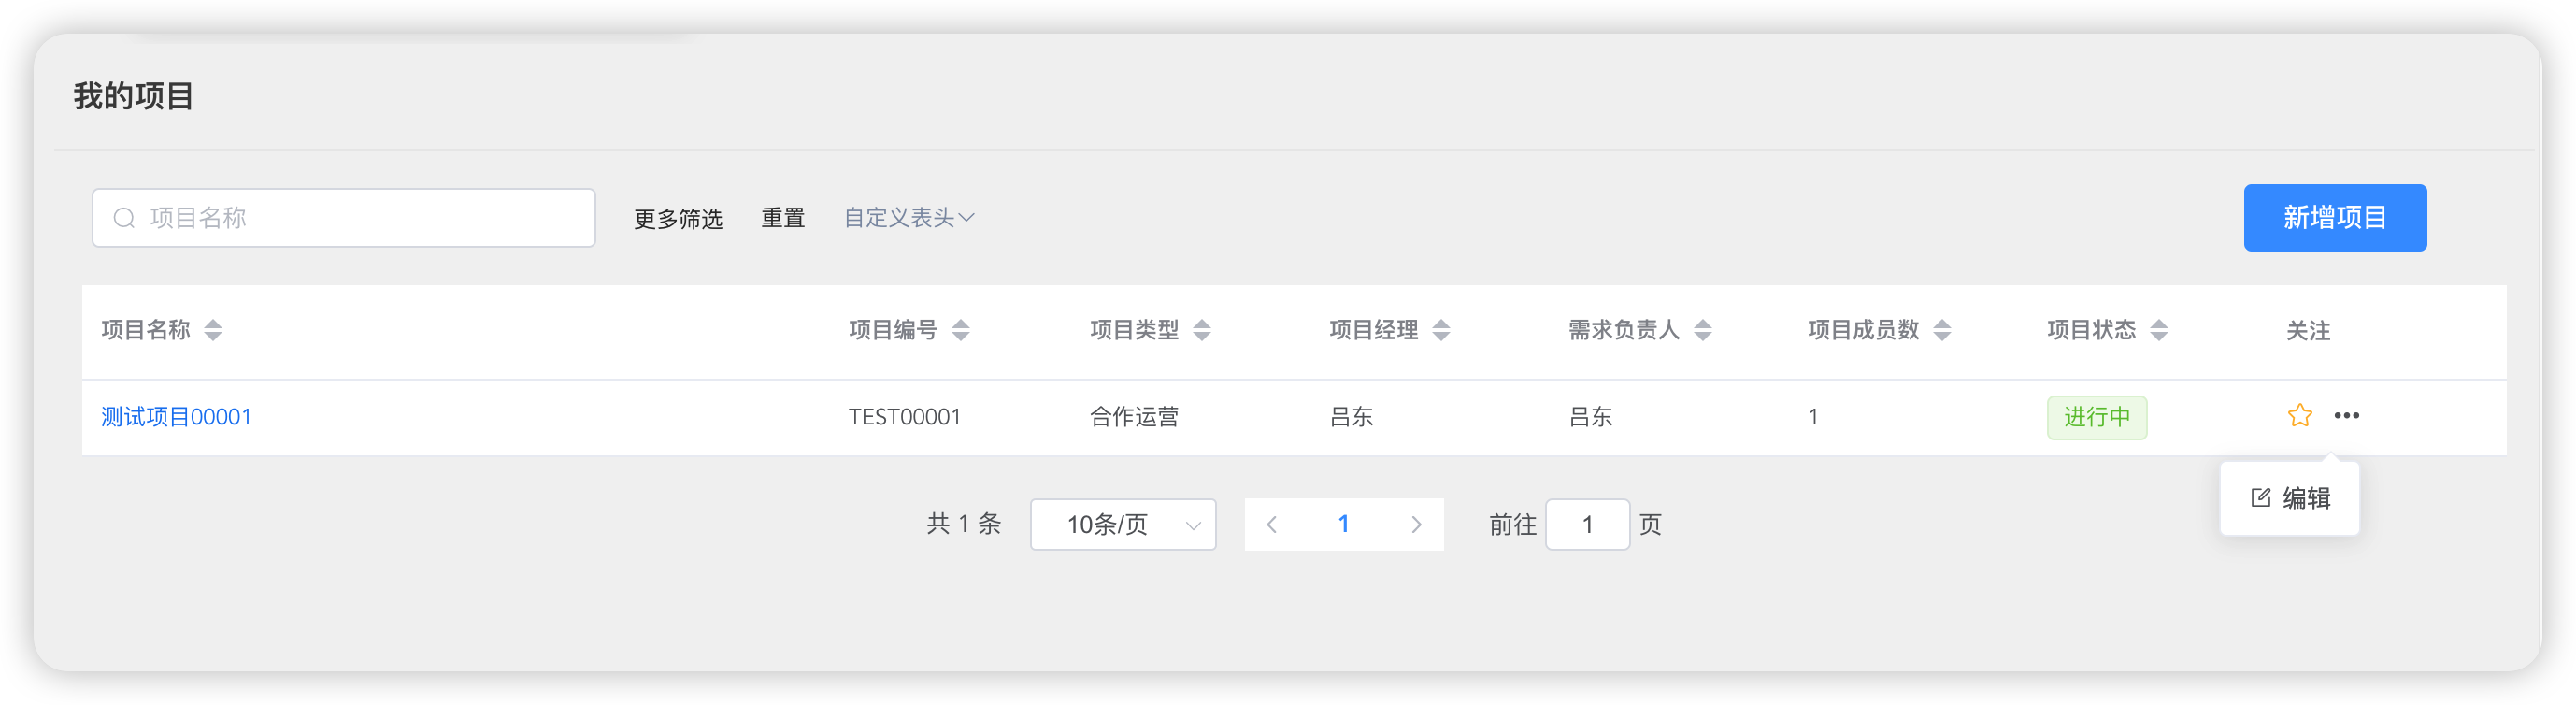 我的项目
项目名称 更多筛选 重置 自定义表头 新增项目
项目名称 项目编号 项目类型 项目经理 需求负责人 项目成员数 项目状态 关注
测试项目00001 TEST00001 合作运营 吕东 吕东 1 进行中
编辑
共 1 条 10条/页 1 前往 1 页